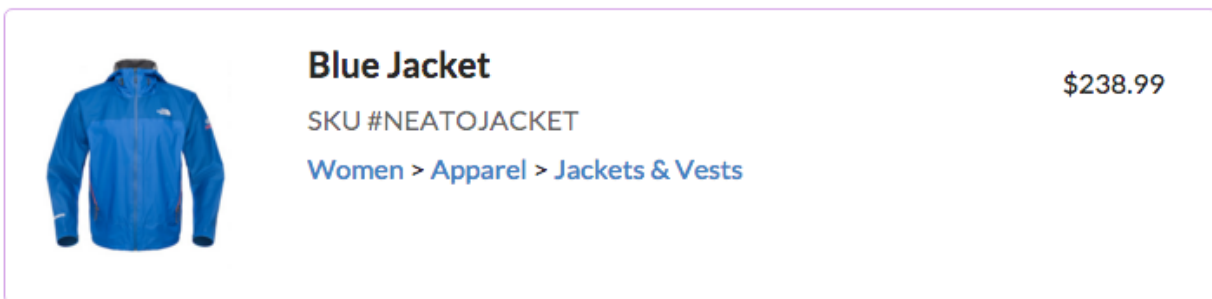 Blue Jacket
$238.99
SKU #NEATOJACKET
Women > Apparel > Jackets & Vests